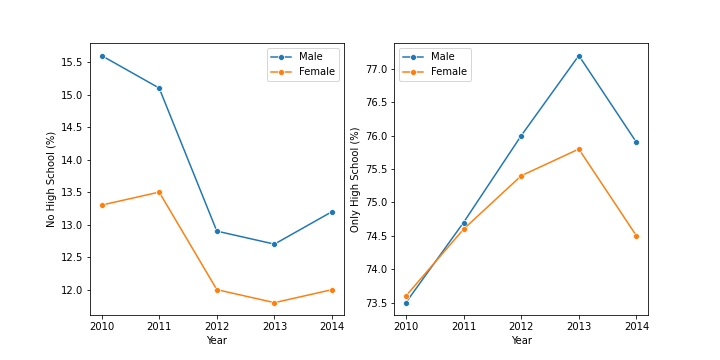 No High School (%)
15.5
15.0
14.5
14.0
13.5
13.0
12.5
12.0
Male
Female
2010 2011 2012 2013 2014
Year
Only High School (%)
77.0
76.5
76.0
75.5
75.0
74.5
74.0
73.5
Male
Female
2010 2011 2012 2013 2014
Year